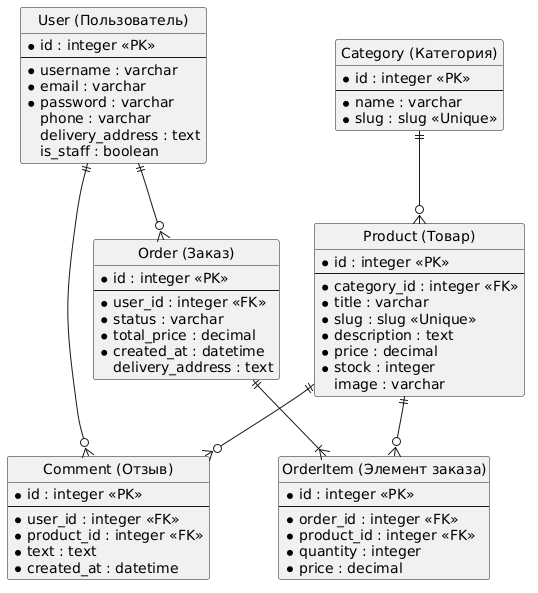 User (Пользователь)
id : integer «PK»
username : varchar
email : varchar
password : varchar
phone : varchar
delivery_address : text
is_staff : boolean
Category (Категория)
id : integer «PK»
name : varchar
slug : slug «Unique»
Order (Заказ)
id : integer «PK»
user_id : integer «FK»
status : varchar
total_price : decimal
created_at : datetime
delivery_address : text
Product (Товар)
id : integer «PK»
category_id : integer «FK»
title : varchar
slug : slug «Unique»
description : text
price : decimal
stock : integer
image : varchar
Comment (Отзыв)
id : integer «PK»
user_id : integer «FK»
product_id : integer «FK»
text : text
created_at : datetime
OrderItem (Элемент заказа)
id : integer «PK»
order_id : integer «FK»
product_id : integer «FK»
quantity : integer
price : decimal